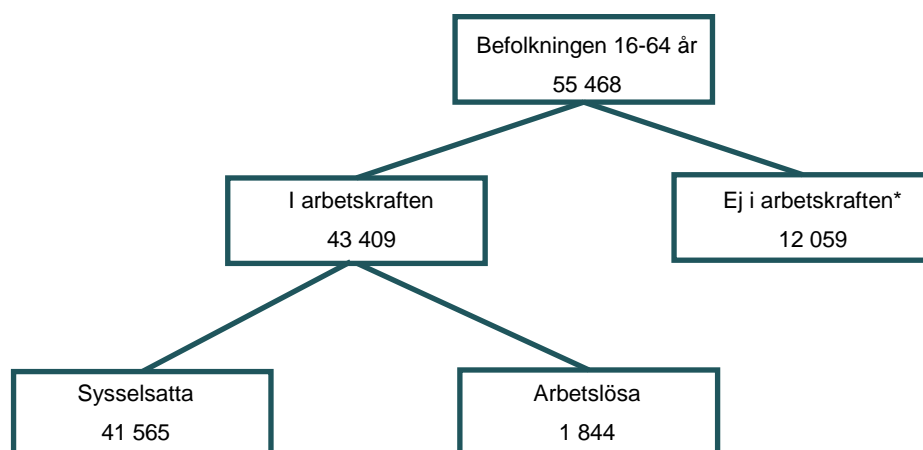 Befolkningen 16-64 år
55 468
I arbetskraften
43 409
Ej i arbetskraften*
12 059
Sysselsatta
41 565
Arbetslösa
1 844